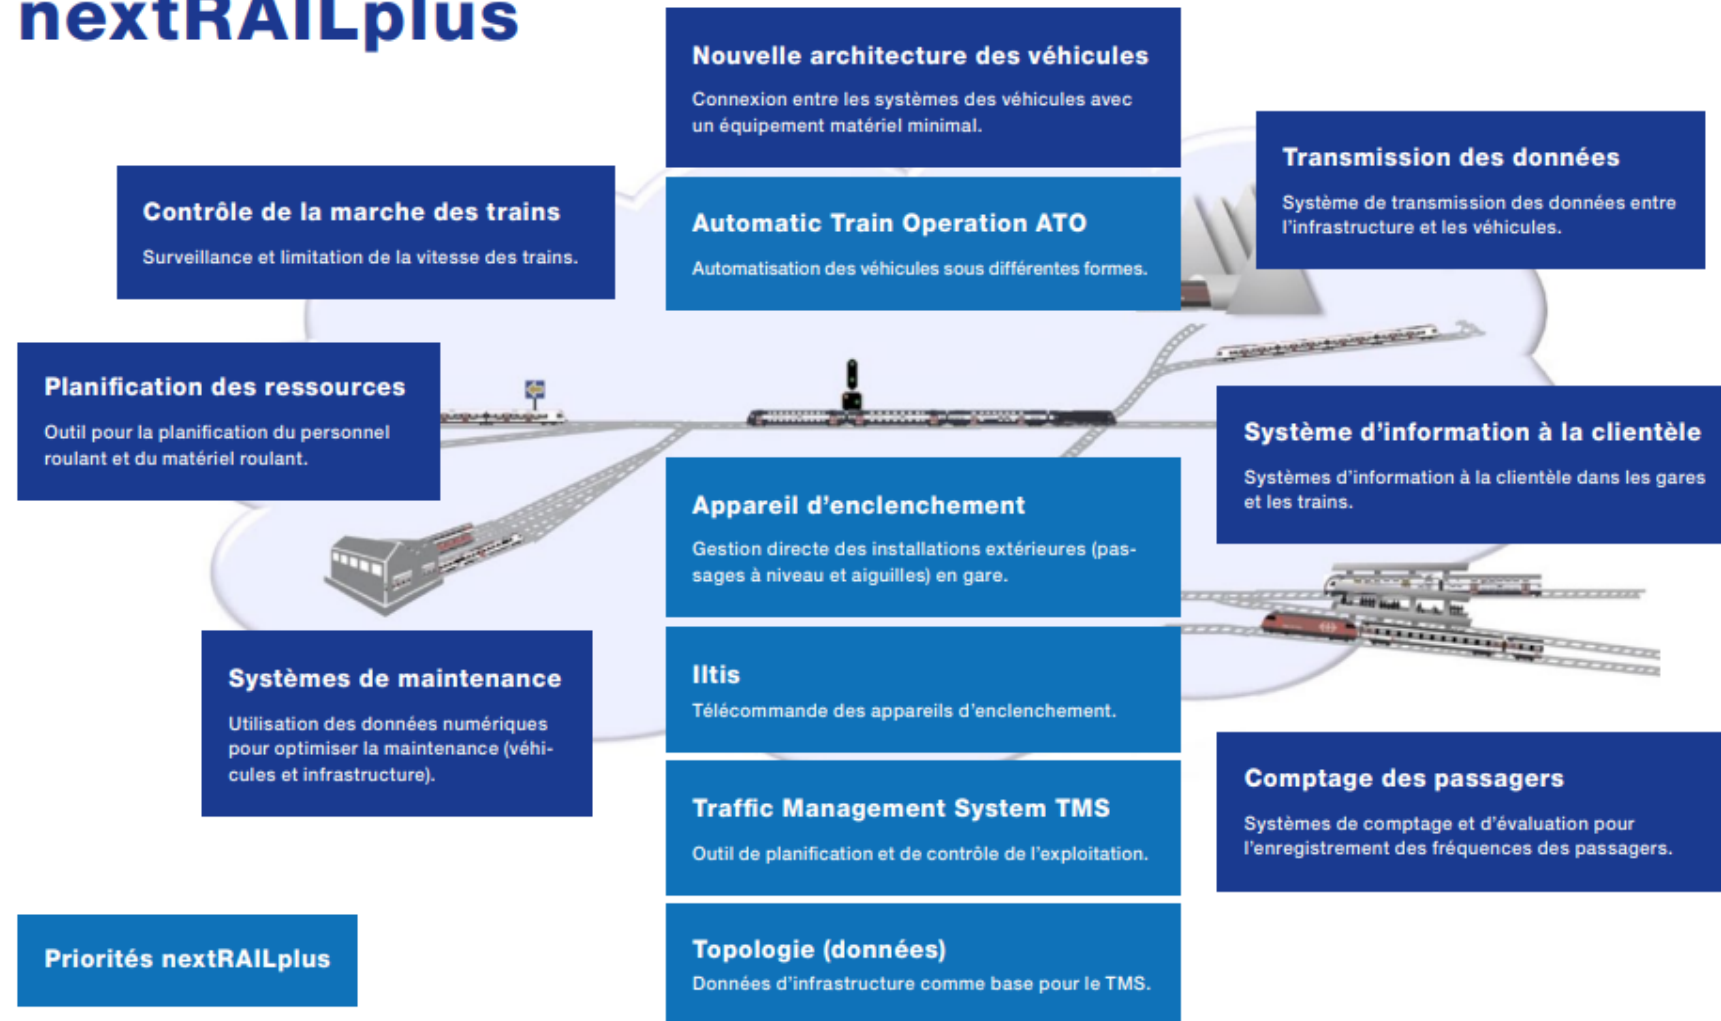 nextRAILplus
Nouvelle architecture des véhicules
Connexion entre les systèmes des véhicules avec
un équipement matériel minimal.
Transmission des données
Système de transmission des données entre
l'infrastructure et les véhicules.
Contrôle de la marche des trains
Surveillance et limitation de la vitesse des trains.
Automatic Train Operation ATO
Automatisation des véhicules sous différentes formes.
Planification des ressources
Outil pour la planification du personnel
roulant et du matériel roulant.
Système d'information à la clientèle
Systèmes d'information à la clientèle dans les gares
et les trains.
Appareil d'enclenchement
Gestion directe des installations extérieures (pas-
sages à niveau et aiguilles) en gare.
Systèmes de maintenance
Utilisation des données numériques
pour optimiser la maintenance (véhi-
cules et infrastructure).
Iltis
Télécommande des appareils d'enclenchement.
Traffic Management System TMS
Outil de planification et de contrôle de l'exploitation.
Comptage des passagers
Systèmes de comptage et d'évaluation pour
l'enregistrement des fréquences des passagers.
Topologie (données)
Données d'infrastructure comme base pour le TMS.
Priorités nextRAILplus